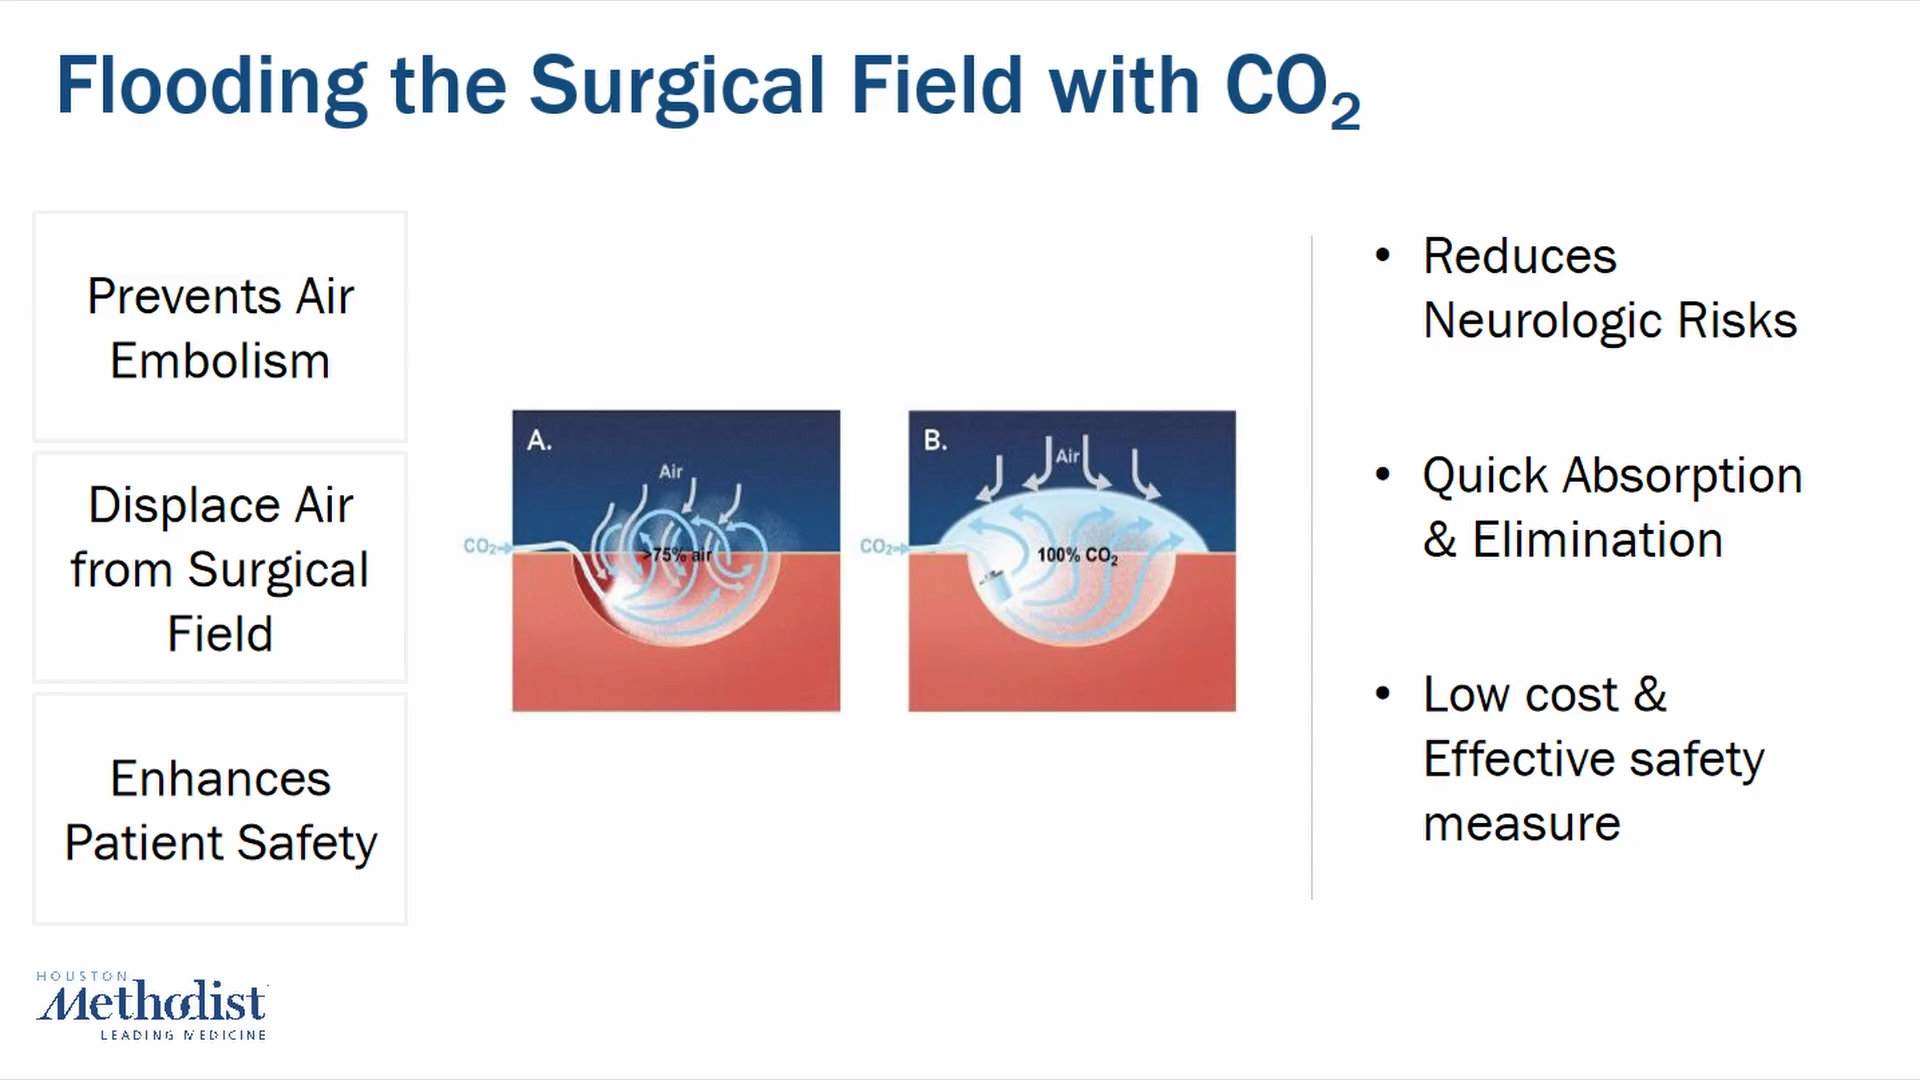 Flooding the Surgical Field with CO₂
Prevents Air
Embolism
Displace Air
from Surgical
Field
Enhances
Patient Safety
A.
Air
CO₂
>75% air
B.
Air
CO₂
100% CO₂
• Reduces
Neurologic Risks
• Quick Absorption
& Elimination
• Low cost &
Effective safety
measure
HOUSTON
Methodist
LEADING MEDICINE